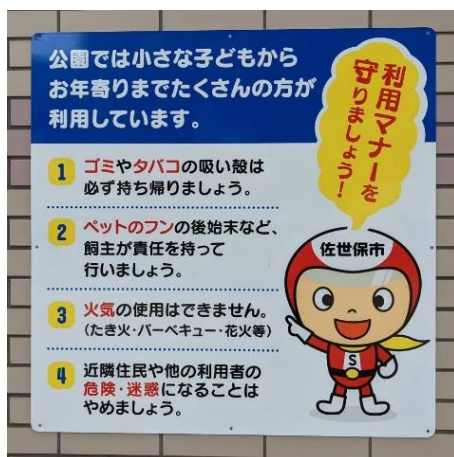 公園では小さな子どもから
お年寄りまでたくさんの方が
利用しています。
利用マナーを
守りましょう！
1 ゴミやタバコの吸い殻は
必ず持ち帰りましょう。
2 ペットのフンの後始末など、
飼主が責任を持って
行いましょう。
3 火気の使用はできません。
(たき火・バーベキュー・花火等)
4 近隣住民や他の利用者の
危険・迷惑になることは
やめましょう。
佐世保市
S